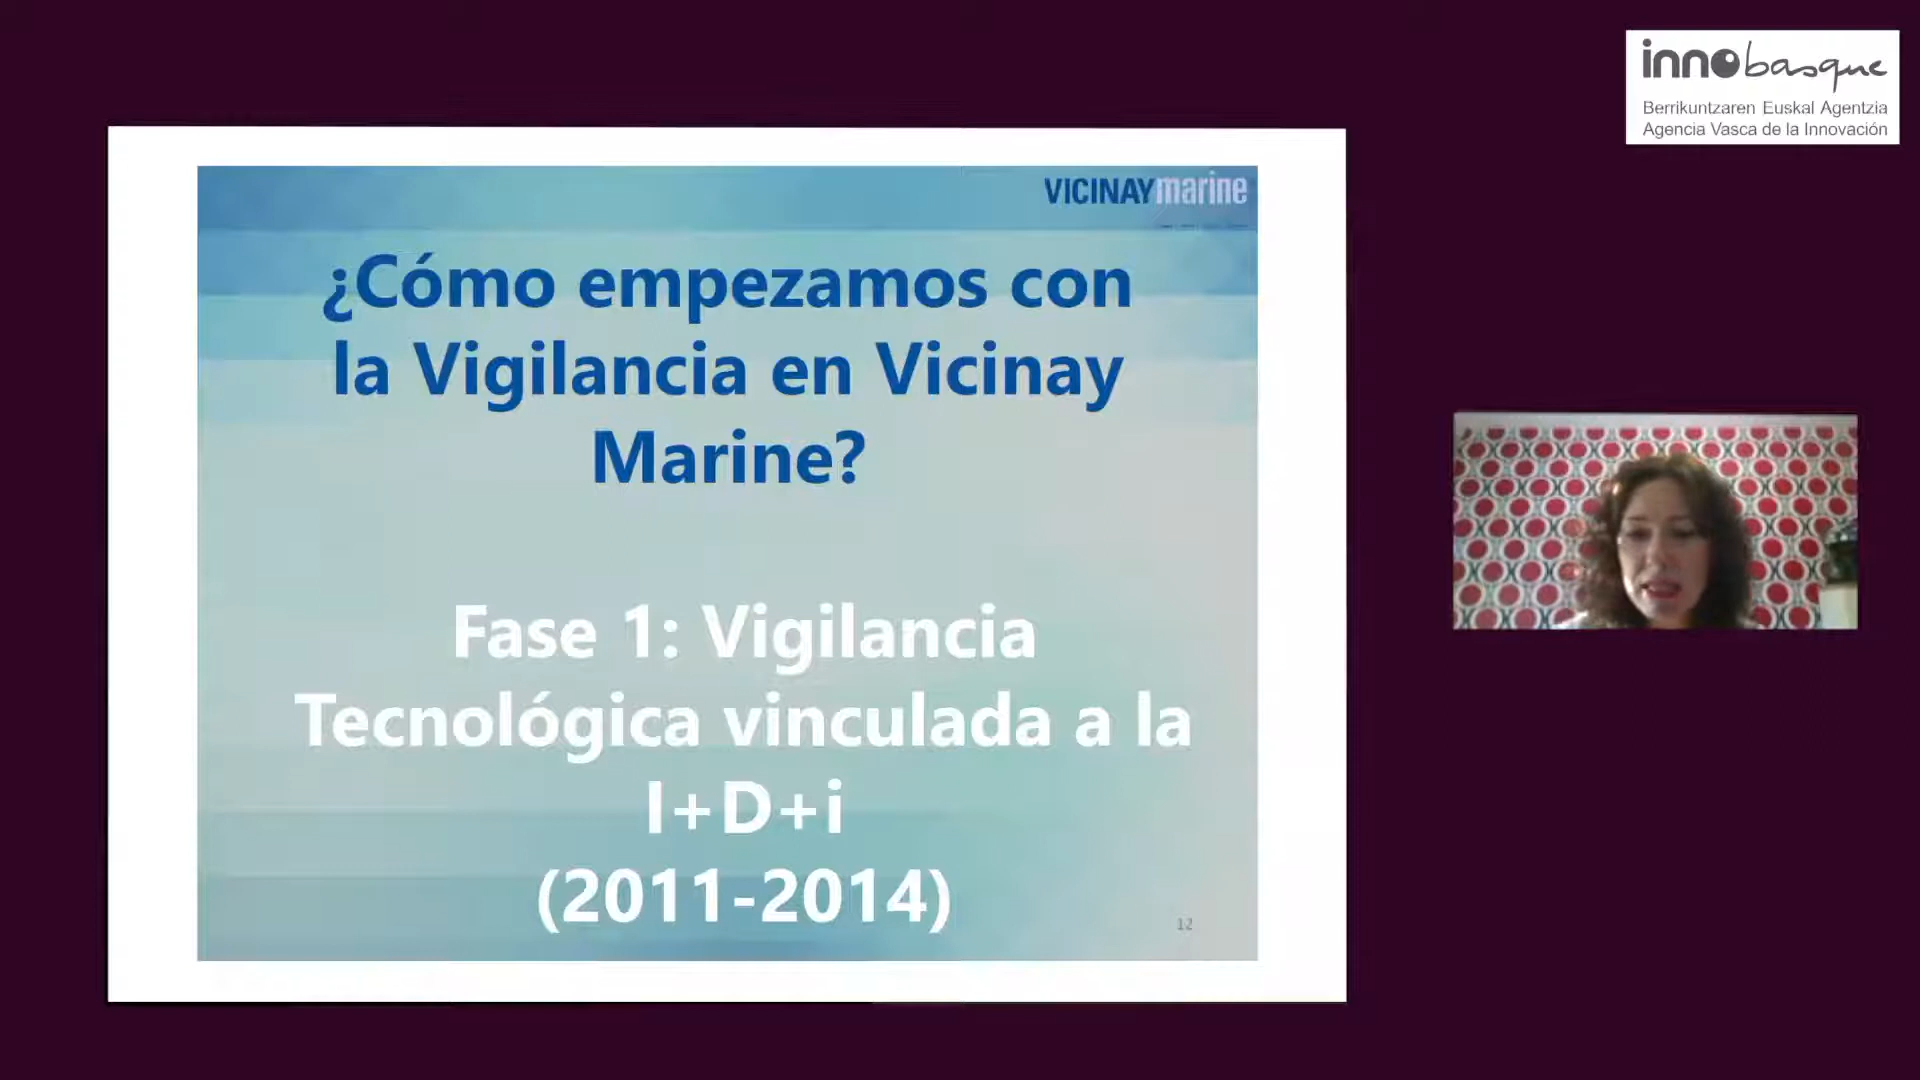 innobasque
Berrikuntzaren Euskal Agentzia
Agencia Vasca de la Innovación
VICINAYmarine
¿Cómo empezamos con
la Vigilancia en Vicinay
Marine?
Fase 1: Vigilancia
Tecnológica vinculada a la
I+D+i
(2011-2014)
12